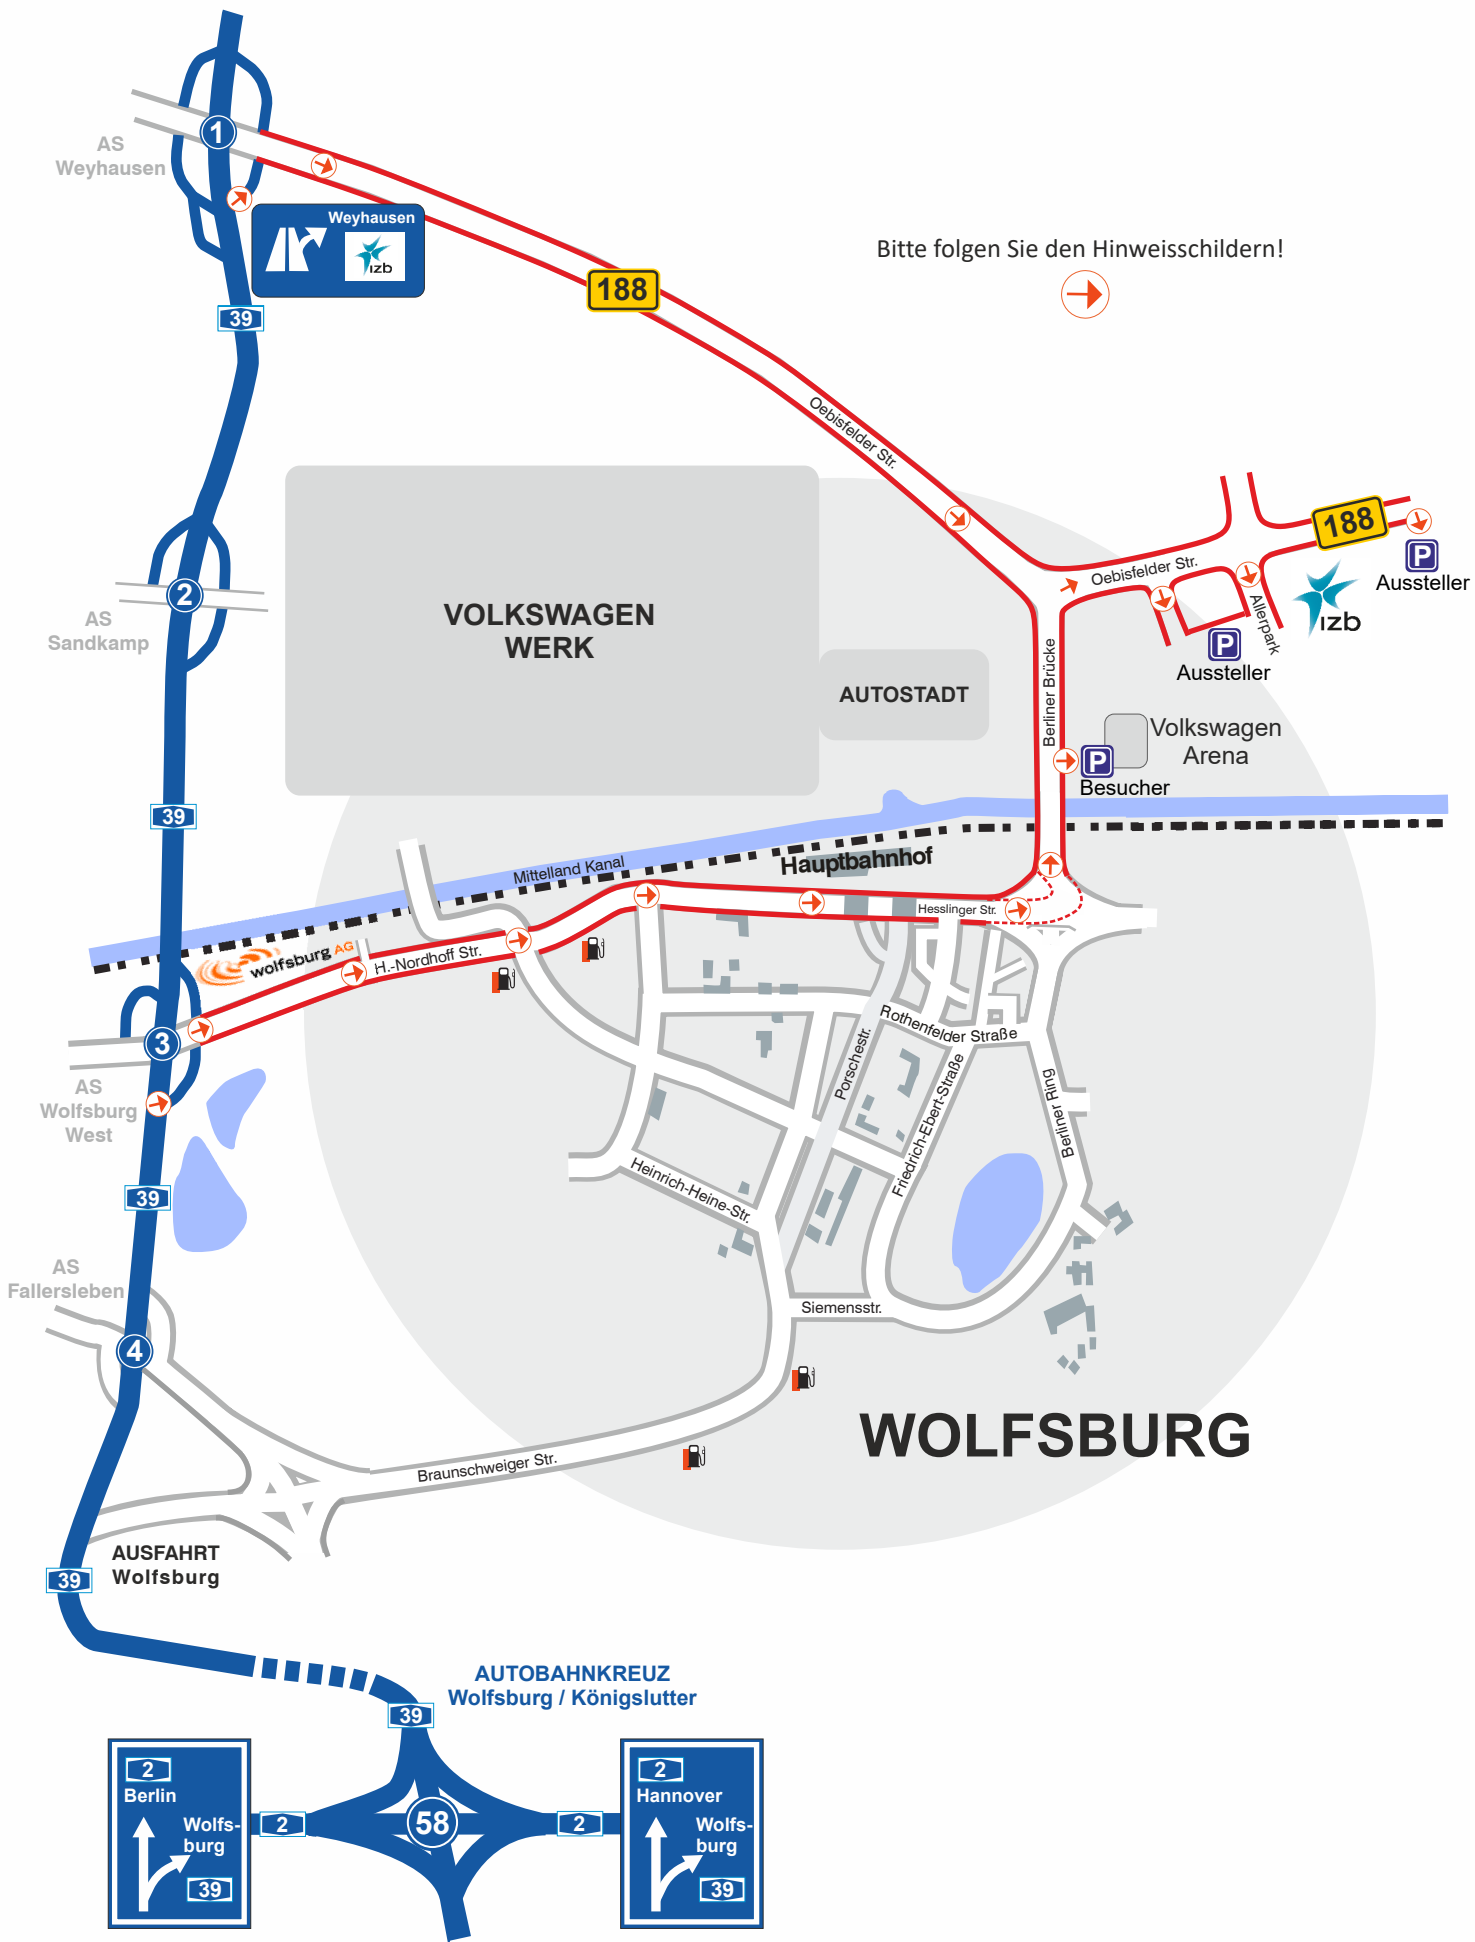 1
AS
Weyhausen
Weyhausen
izb
Bitte folgen Sie den Hinweisschildern!
188
39
Oebisfelder Str.
188
Oebisfelder Str.
P
Aussteller
Allerpark
izb
P
Aussteller
2
AS
Sandkamp
VOLKSWAGEN
WERK
AUTOSTADT
Berliner Brücke
Volkswagen
Arena
P
Besucher
39
Mittelland Kanal
Hauptbahnhof
Hesslinger Str.
wolfsburg AG
H.-Nordhoff Str.
3
AS
Wolfsburg
West
Rothenfelder Straße
Porschestr.
Friedrich-Ebert-Straße
Berliner Ring
Heinrich-Heine-Str.
39
AS
Fallersleben
Siemensstr.
4
WOLFSBURG
Braunschweiger Str.
AUSFAHRT
Wolfsburg
39
AUTOBAHNKREUZ
Wolfsburg / Königslutter
39
2
Berlin
Wolfs-
burg
39
2
58
2
2
Hannover
Wolfs-
burg
39